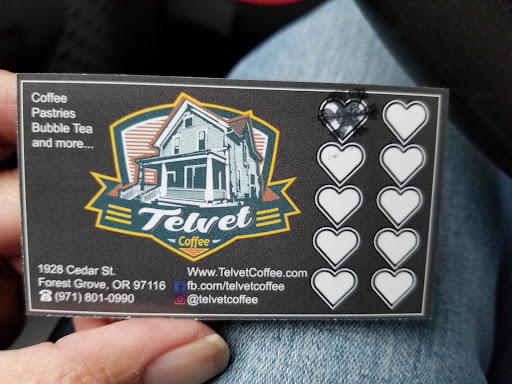 Coffee
Pastries
Bubble Tea
and more...
Telvet
Coffee
1928 Cedar St.
Forest Grove, OR 97116
(971) 801-0990
www.TelvetCoffee.com
fb.com/telvetcoffee
@telvetcoffee